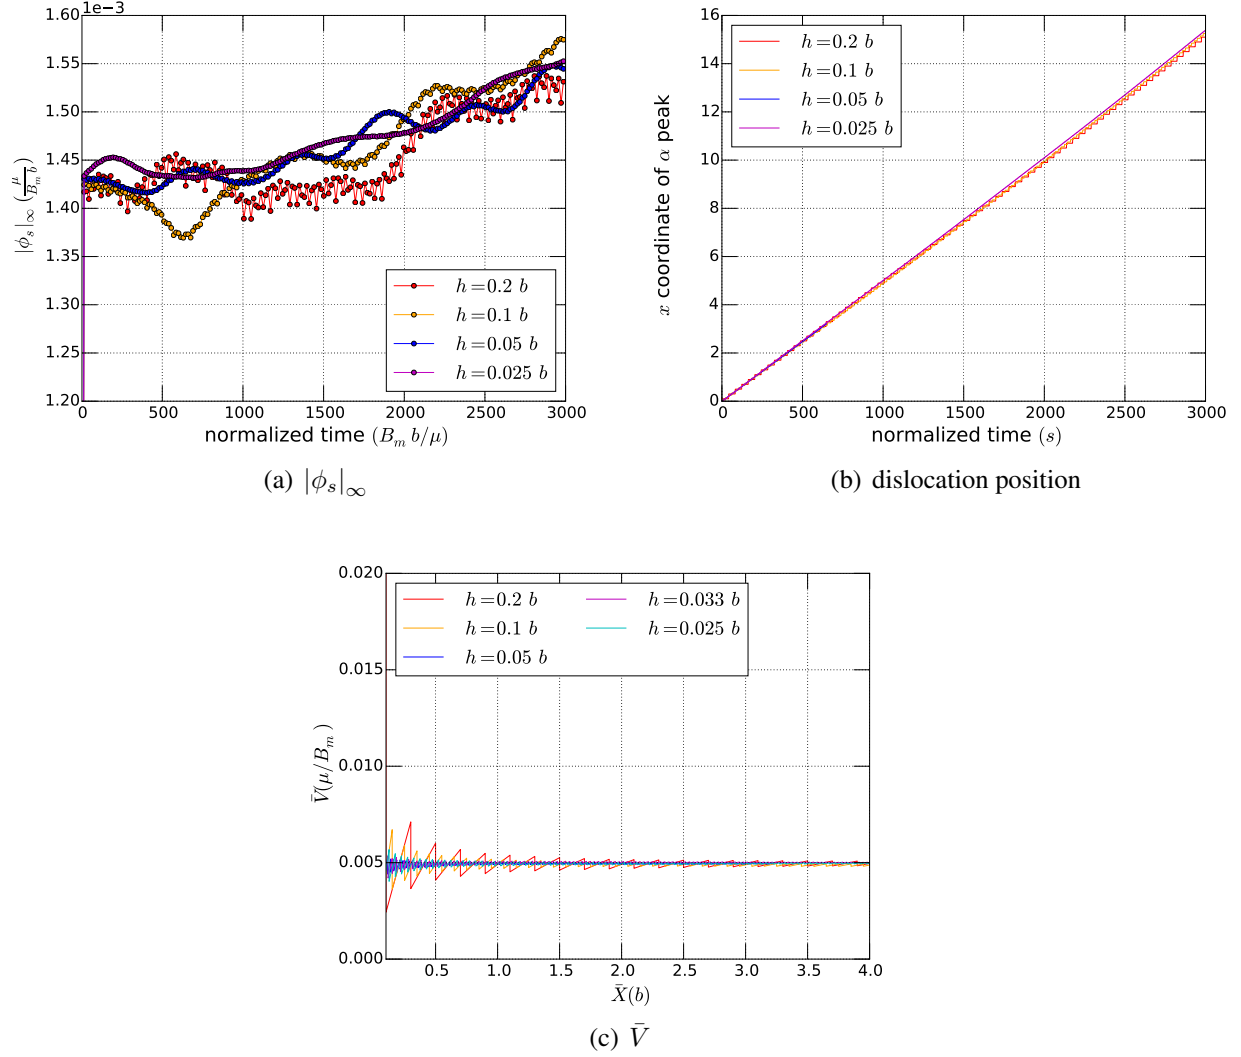 1e-3
1.60
1.55
1.50
1.45
1.40
1.35
1.30
1.25
1.20
|ϕ_s|_∞ (μ/(B_m b))
h=0.2 b
h=0.1 b
h=0.05 b
h=0.025 b
0 500 1000 1500 2000 2500 3000
normalized time (B_m b/μ)
(a) |ϕ_s|_∞
16
14
12
10
8
6
4
2
0
x coordinate of α peak
h=0.2 b
h=0.1 b
h=0.05 b
h=0.025 b
0 500 1000 1500 2000 2500 3000
normalized time (s)
(b) dislocation position
0.020
0.015
0.010
0.005
0.000
V̄(μ/B_m)
h=0.2 b
h=0.1 b
h=0.05 b
h=0.033 b
h=0.025 b
0.5 1.0 1.5 2.0 2.5 3.0 3.5 4.0
X̄(b)
(c) V̄